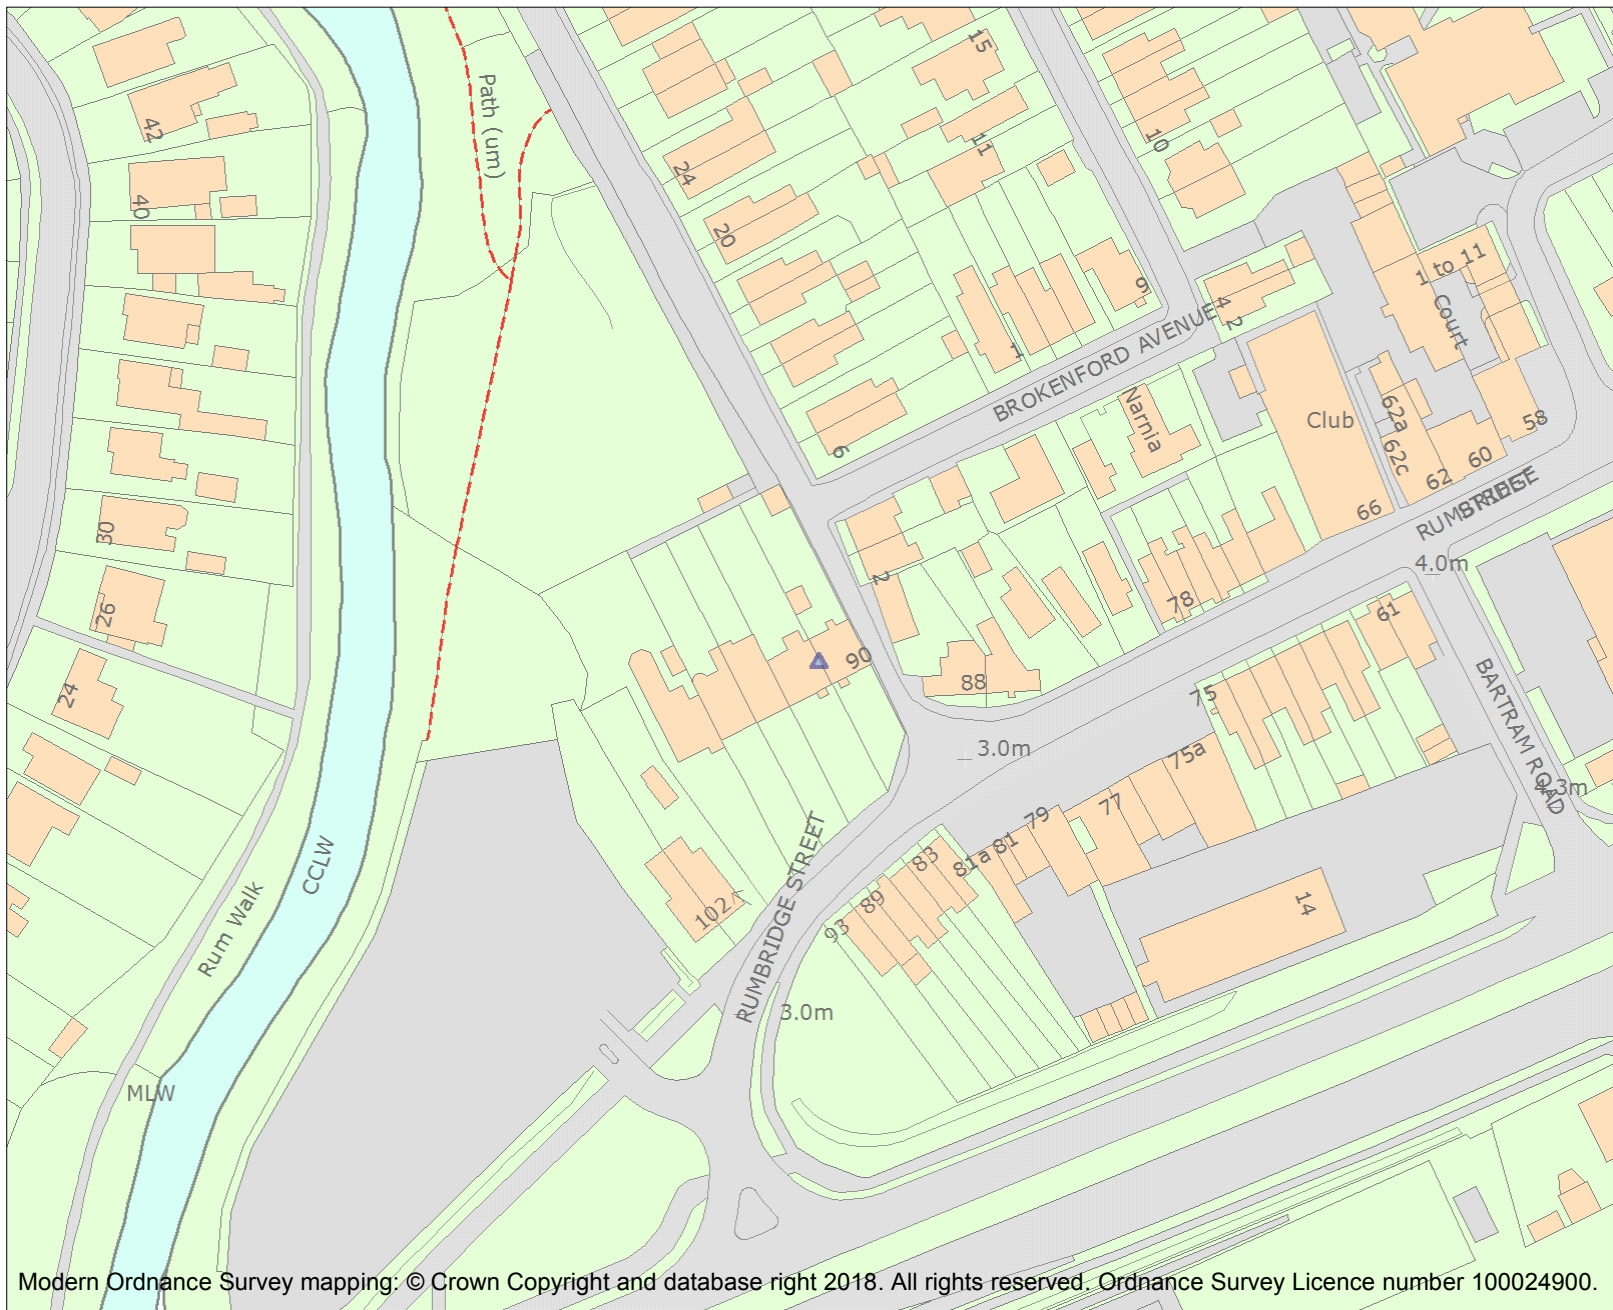 15
Path (um)
42
11
10
24
40
20
9
1 to 11
Court
4
2
1
BROKENFORD AVENUE
Narnia
Club
62a
58
6
62c
60
62
66
RUMBRIDGE
STREET
30
4.0m
2
78
26
61
90
88
24
75
BARTRAM ROAD
3.0m
75a
4.3m
77
79
81
81a
83
RUMBRIDGE STREET
CCLW
89
102
93
14
Rum Walk
3.0m
MLW
Modern Ordnance Survey mapping: © Crown Copyright and database right 2018. All rights reserved. Ordnance Survey Licence number 100024900.